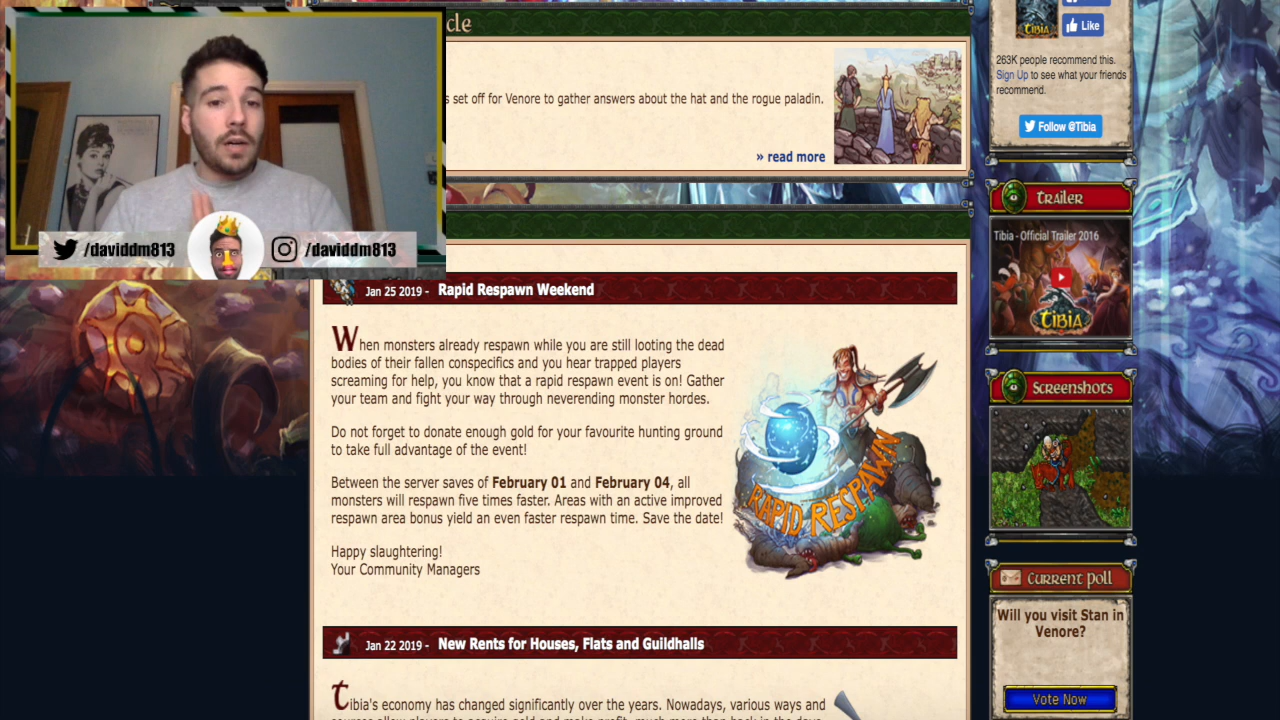 cle
s set off for Venore to gather answers about the hat and the rogue paladin.
» read more
/daviddm813
/daviddm813
Jan 25 2019 - Rapid Respawn Weekend
When monsters already respawn while you are still looting the dead
bodies of their fallen conspecifics and you hear trapped players
screaming for help, you know that a rapid respawn event is on! Gather
your team and fight your way through neverending monster hordes.
Do not forget to donate enough gold for your favourite hunting ground
to take full advantage of the event!
Between the server saves of February 01 and February 04, all
monsters will respawn five times faster. Areas with an active improved
respawn area bonus yield an even faster respawn time. Save the date!
Happy slaughtering!
Your Community Managers
RAPID RESPAWN
Jan 22 2019 - New Rents for Houses, Flats and Guildhalls
Tibia's economy has changed significantly over the years. Nowadays, various ways and
TIBIA
Like
263K people recommend this.
Sign Up to see what your friends
recommend.
Follow @Tibia
Trailer
Tibia - Official Trailer 2016
TIBIA
Screenshots
Current Poll
Will you visit Stan in
Venore?
Vote Now